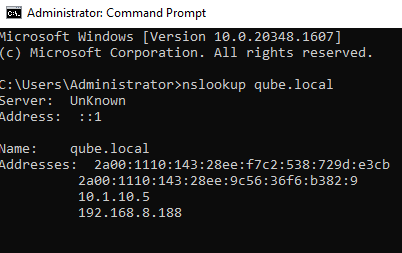 Administrator: Command Prompt
Microsoft Windows [Version 10.0.20348.1607]
(c) Microsoft Corporation. All rights reserved.
C:\Users\Administrator>nslookup qube.local
Server:  UnKnown
Address:  ::1
Name:    qube.local
Addresses:  2a00:1110:143:28ee:f7c2:538:729d:e3cb
2a00:1110:143:28ee:9c56:36f6:b382:9
10.1.10.5
192.168.8.188